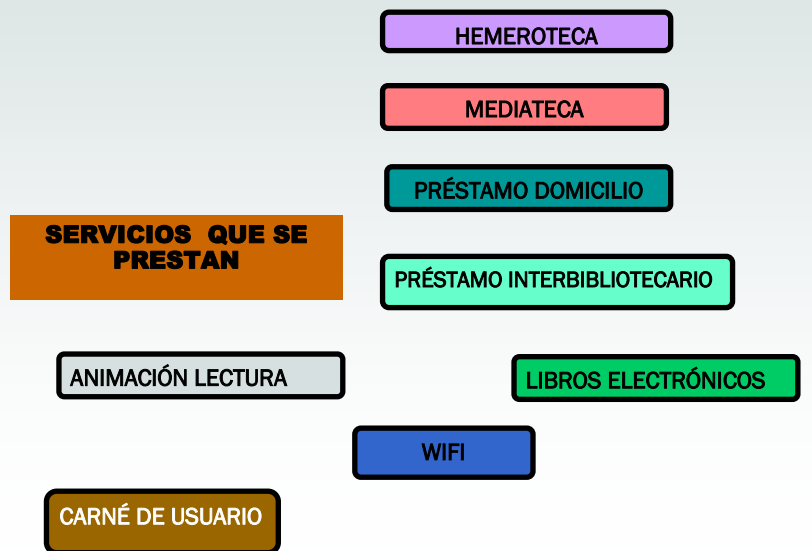 HEMEROTECA
MEDIATECA
PRÉSTAMO DOMICILIO
SERVICIOS QUE SE
PRESTAN
PRÉSTAMO INTERBIBLIOTECARIO
ANIMACIÓN LECTURA
LIBROS ELECTRÓNICOS
WIFI
CARNÉ DE USUARIO